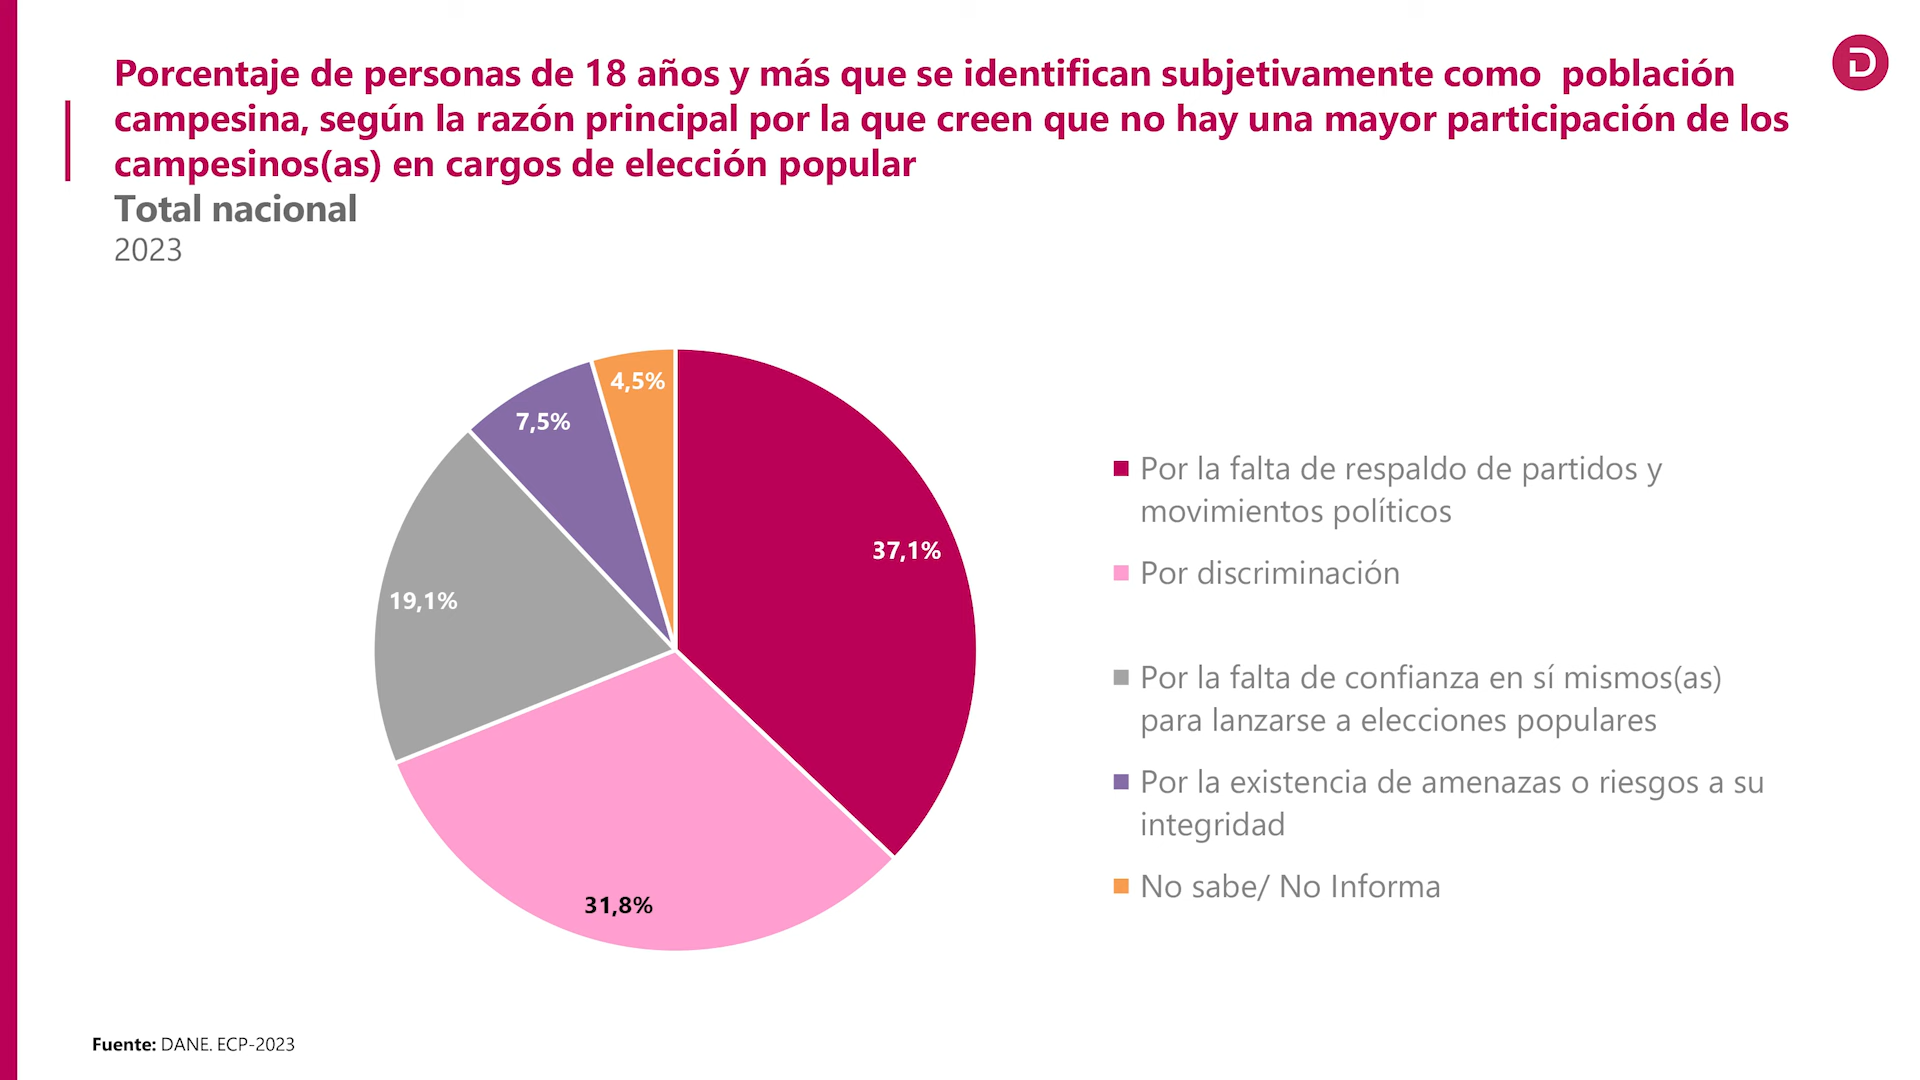 Porcentaje de personas de 18 años y más que se identifican subjetivamente como  población
campesina, según la razón principal por la que creen que no hay una mayor participación de los
campesinos(as) en cargos de elección popular
Total nacional
2023
D
4,5%
7,5%
37,1%
19,1%
31,8%
Por la falta de respaldo de partidos y
movimientos políticos
Por discriminación
Por la falta de confianza en sí mismos(as)
para lanzarse a elecciones populares
Por la existencia de amenazas o riesgos a su
integridad
No sabe/ No Informa
Fuente: DANE. ECP-2023